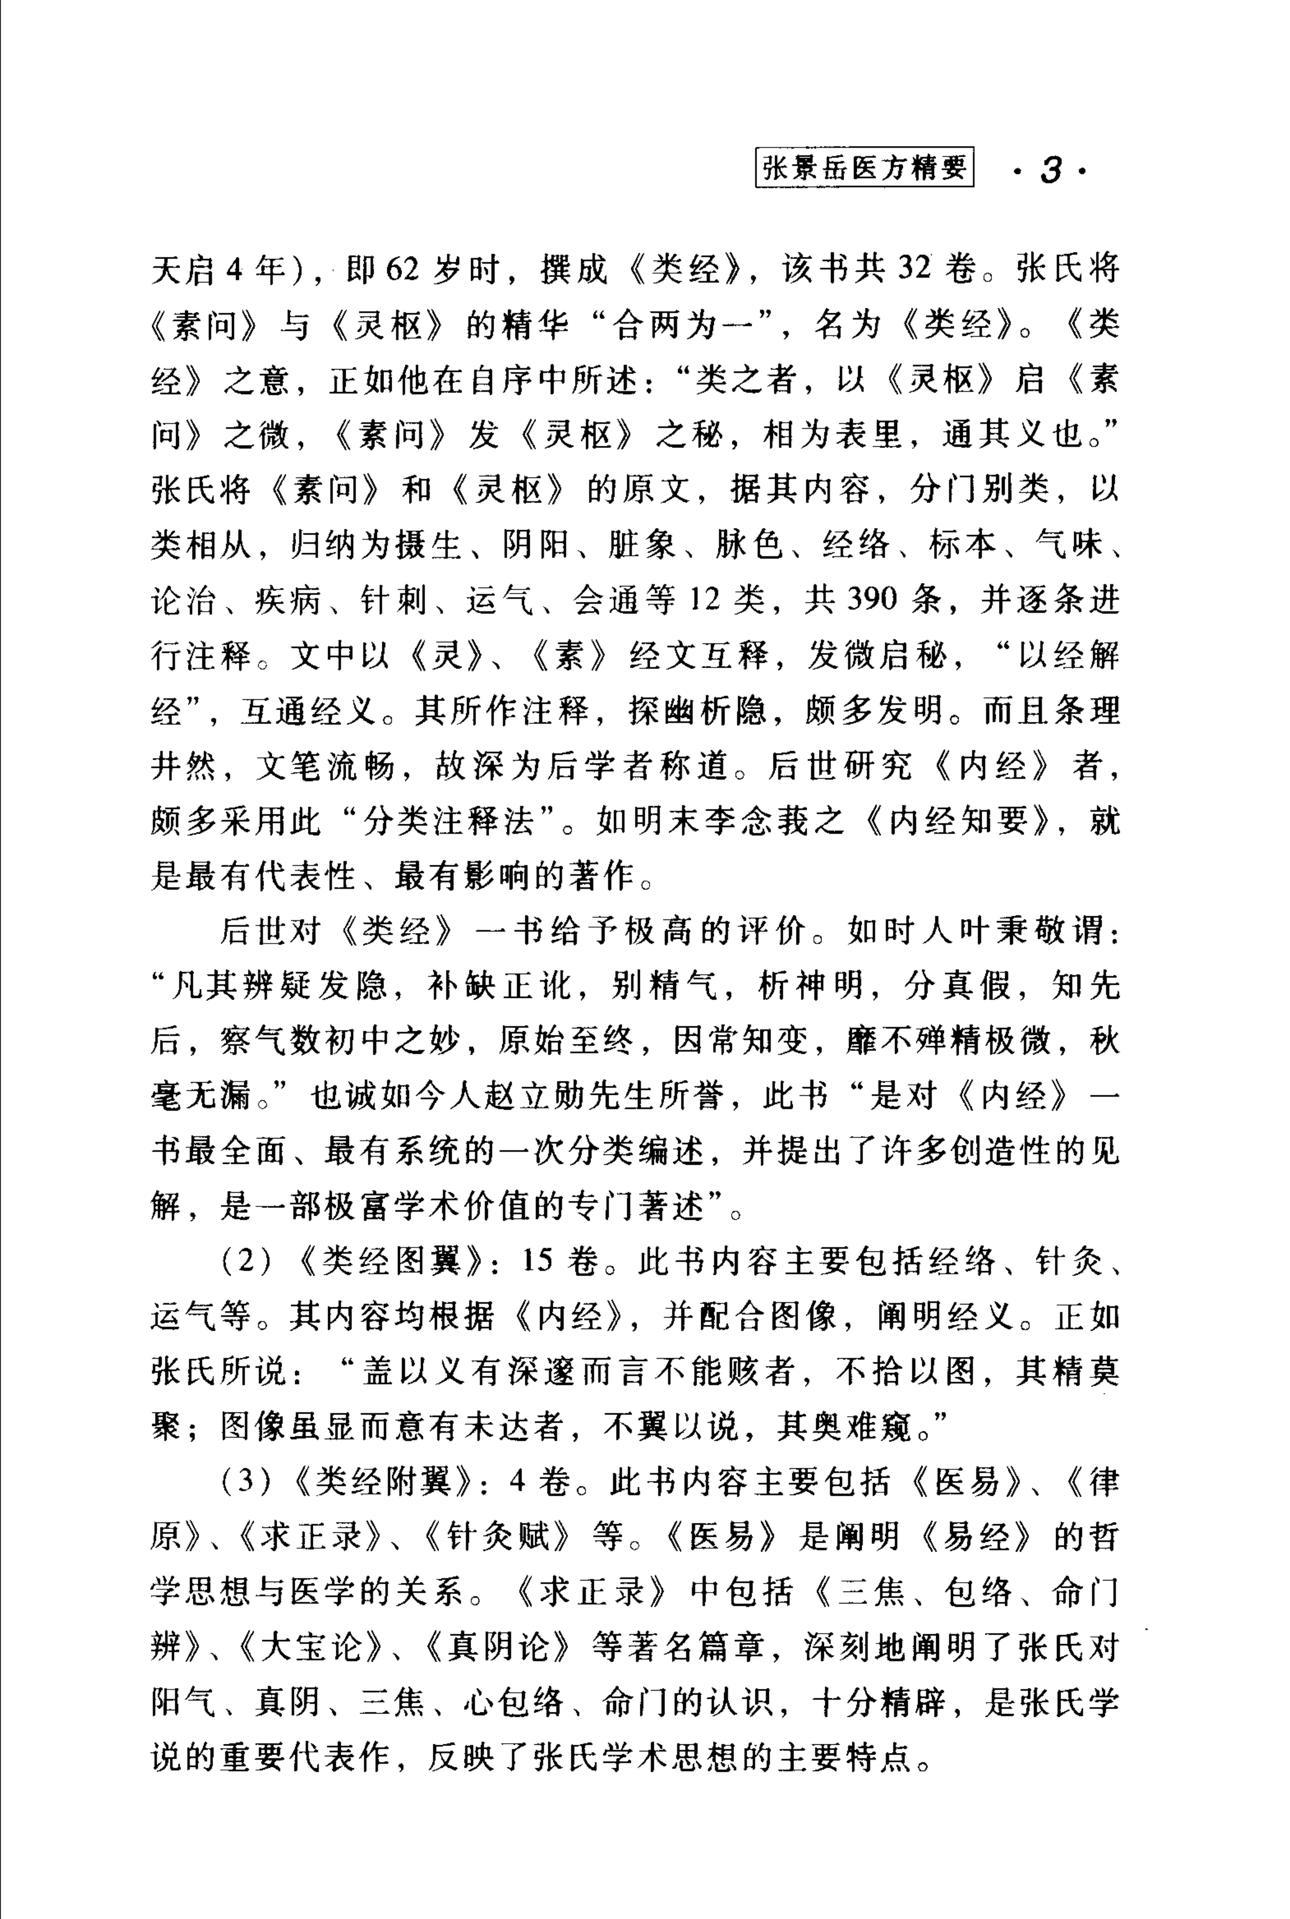 张景岳医方精要 ·3·
天启4年)，即62岁时，撰成《类经》，该书共32卷。张氏将
《素问》与《灵枢》的精华“合两为一”，名为《类经》。《类
经》之意，正如他在自序中所述：“类之者，以《灵枢》启《素
问》之微，《素问》发《灵枢》之秘，相为表里，通其义也。”
张氏将《素问》和《灵枢》的原文，据其内容，分门别类，以
类相从，归纳为摄生、阴阳、脏象、脉色、经络、标本、气味、
论治、疾病、针刺、运气、会通等12类，共390条，并逐条进
行注释。文中以《灵》、《素》经文互释，发微启秘，“以经解
经”，互通经义。其所作注释，探幽析隐，颇多发明。而且条理
井然，文笔流畅，故深为后学者称道。后世研究《内经》者，
颇多采用此“分类注释法”。如明末李念莪之《内经知要》，就
是最有代表性、最有影响的著作。
后世对《类经》一书给予极高的评价。如时人叶秉敬谓：
“凡其辨疑发隐，补缺正讹，别精气，析神明，分真假，知先
后，察气数初中之妙，原始至终，因常知变，靡不殚精极微，秋
毫无漏。”也诚如今人赵立勋先生所誉，此书“是对《内经》一
书最全面、最有系统的一次分类编述，并提出了许多创造性的见
解，是一部极富学术价值的专门著述”。
(2)《类经图翼》：15卷。此书内容主要包括经络、针灸、
运气等。其内容均根据《内经》，并配合图像，阐明经义。正如
张氏所说：“盖以义有深邃而言不能赅者，不拾以图，其精莫
聚；图像虽显而意有未达者，不翼以说，其奥难窥。”
(3)《类经附翼》：4卷。此书内容主要包括《医易》、《律
原》、《求正录》、《针灸赋》等。《医易》是阐明《易经》的哲
学思想与医学的关系。《求正录》中包括《三焦、包络、命门
辨》、《大宝论》、《真阴论》等著名篇章，深刻地阐明了张氏对
阳气、真阴、三焦、心包络、命门的认识，十分精辟，是张氏学
说的重要代表作，反映了张氏学术思想的主要特点。